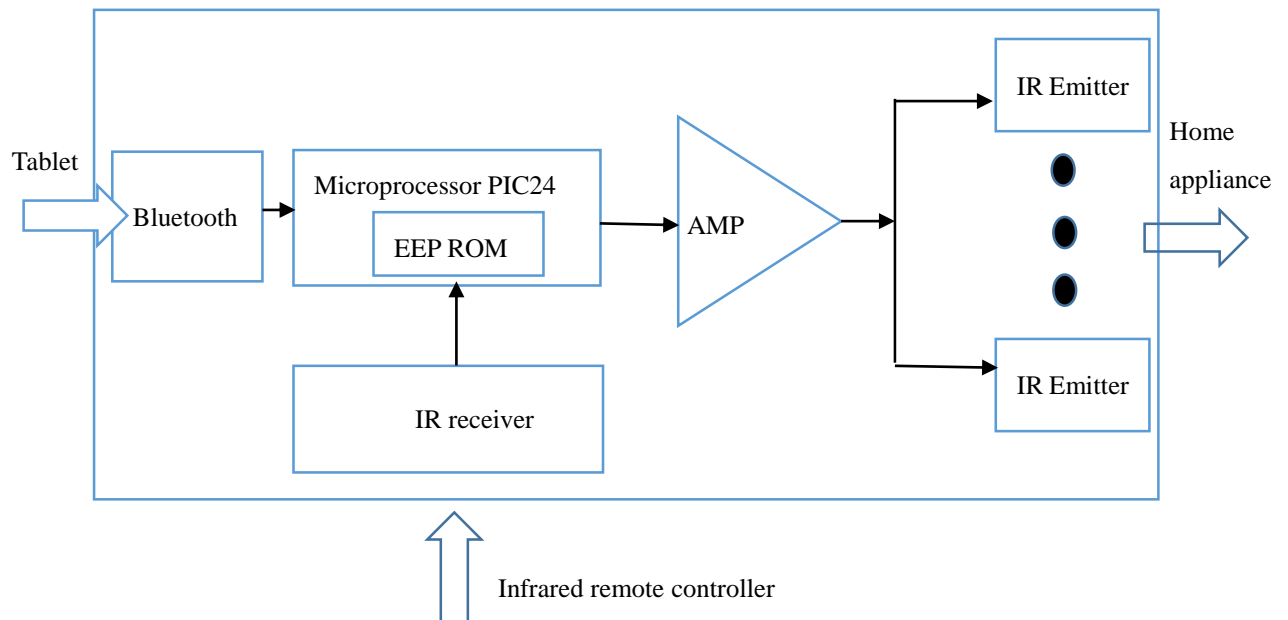 IR Emitter
Home
appliance
Tablet
Bluetooth
Microprocessor PIC24
EEP ROM
AMP
IR receiver
IR Emitter
Infrared remote controller